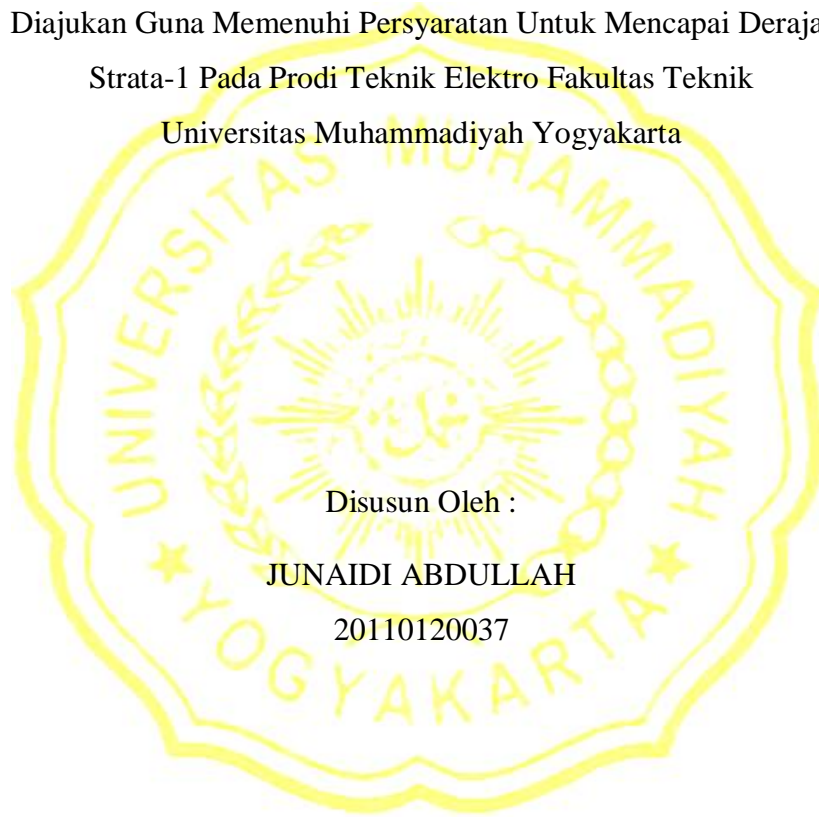 Diajukan Guna Memenuhi Persyaratan Untuk Mencapai Deraja
Strata-1 Pada Prodi Teknik Elektro Fakultas Teknik
Universitas Muhammadiyah Yogyakarta
UNIVERSITAS MUHAMMADIYAH
YOGYAKARTA
Disusun Oleh :
JUNAIDI ABDULLAH
20110120037